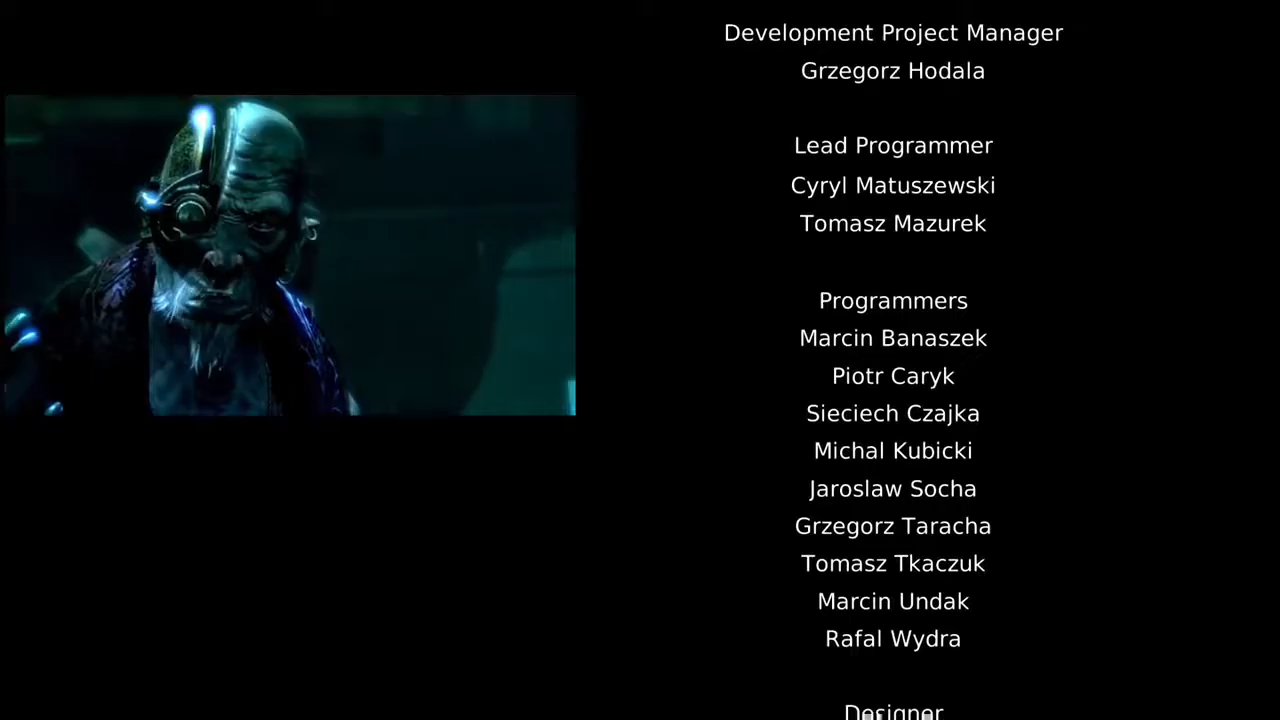 Development Project Manager
Grzegorz Hodala
Lead Programmer
Cyryl Matuszewski
Tomasz Mazurek
Programmers
Marcin Banaszek
Piotr Caryk
Sieciech Czajka
Michal Kubicki
Jaroslaw Socha
Grzegorz Taracha
Tomasz Tkaczuk
Marcin Undak
Rafal Wydra
Designer